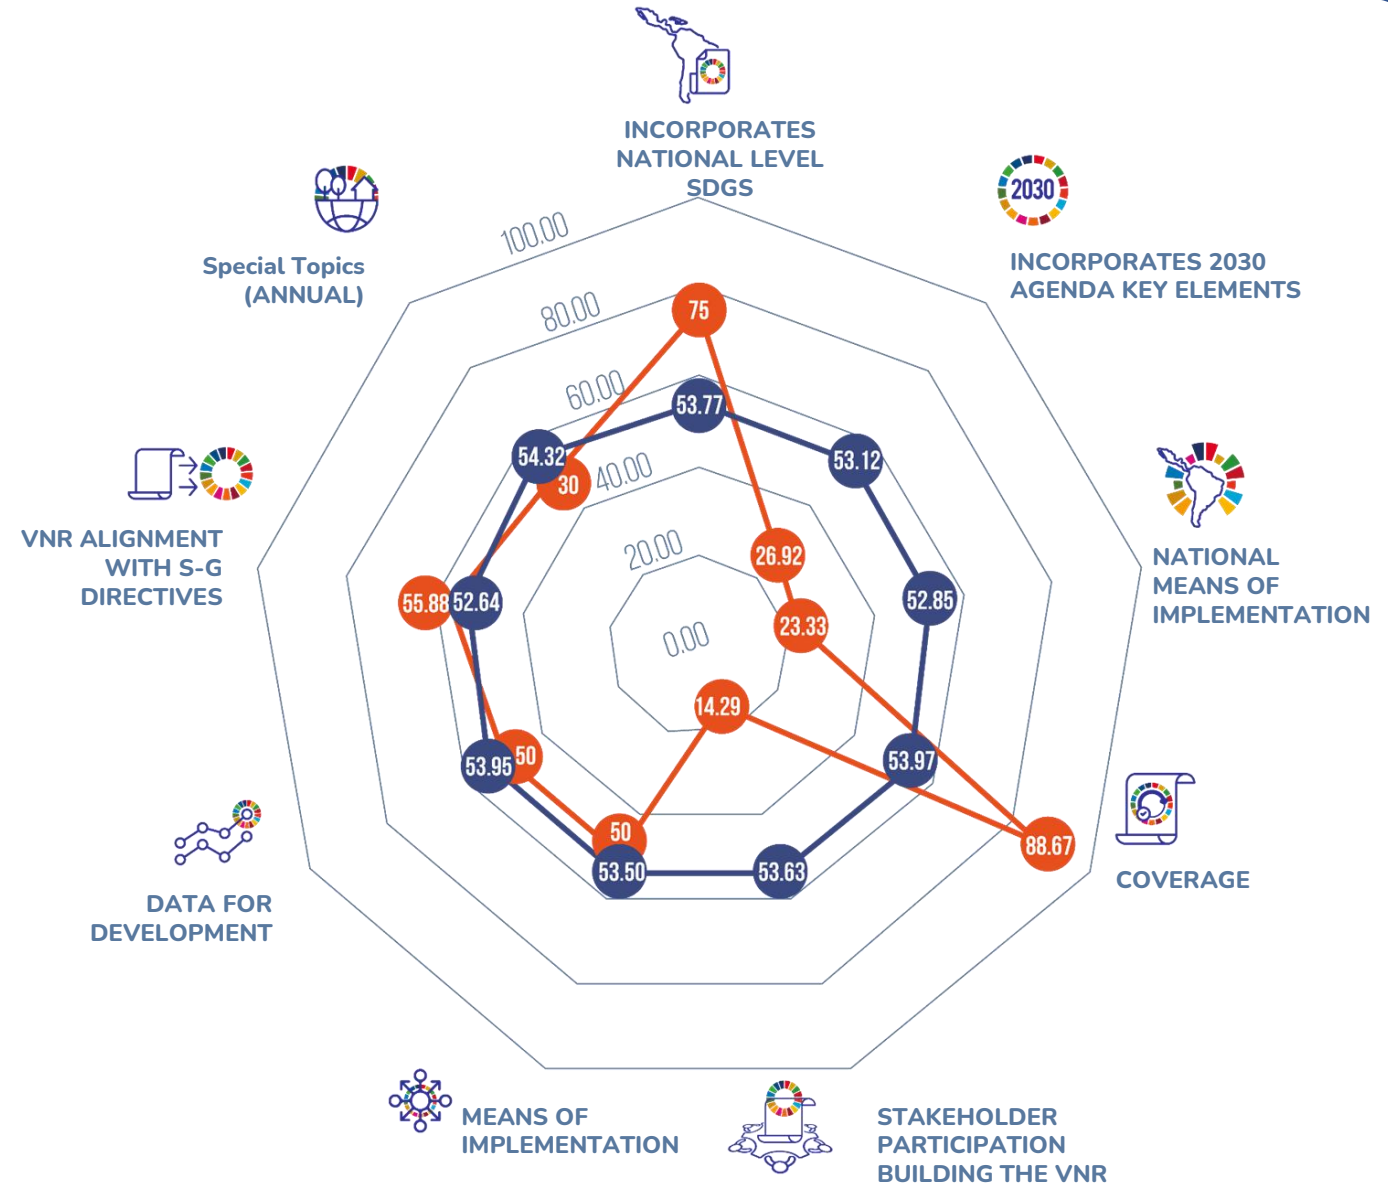 INCORPORATES
NATIONAL LEVEL
SDGS
2030
INCORPORATES 2030
AGENDA KEY ELEMENTS
Special Topics
(ANNUAL)
100.00
80.00
60.00
40.00
20.00
0.00
75
53.77
54.32
30
53.12
26.92
23.33
52.85
55.88
52.64
14.29
53.97
53.95
50
50
53.50
53.63
88.67
VNR ALIGNMENT
WITH S-G
DIRECTIVES
NATIONAL
MEANS OF
IMPLEMENTATION
COVERAGE
DATA FOR
DEVELOPMENT
MEANS OF
IMPLEMENTATION
STAKEHOLDER
PARTICIPATION
BUILDING THE VNR